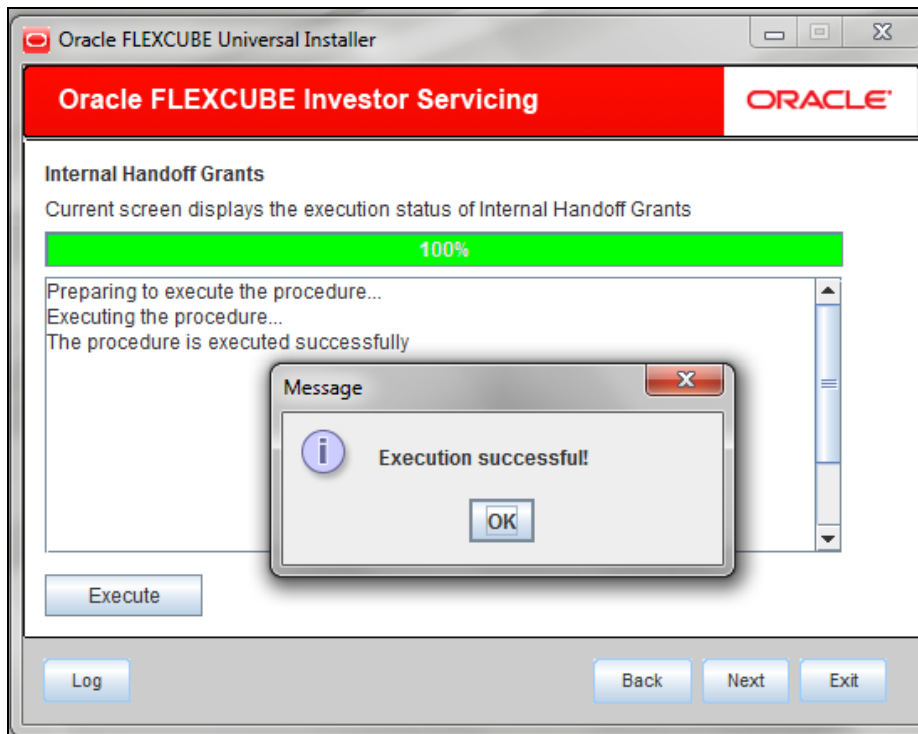 Oracle FLEXCUBE Universal Installer
Oracle FLEXCUBE Investor Servicing
ORACLE
Internal Handoff Grants
Current screen displays the execution status of Internal Handoff Grants
100%
Preparing to execute the procedure...
Executing the procedure...
The procedure is executed successfully
Message
Execution successful!
OK
Execute
Log Back Next Exit